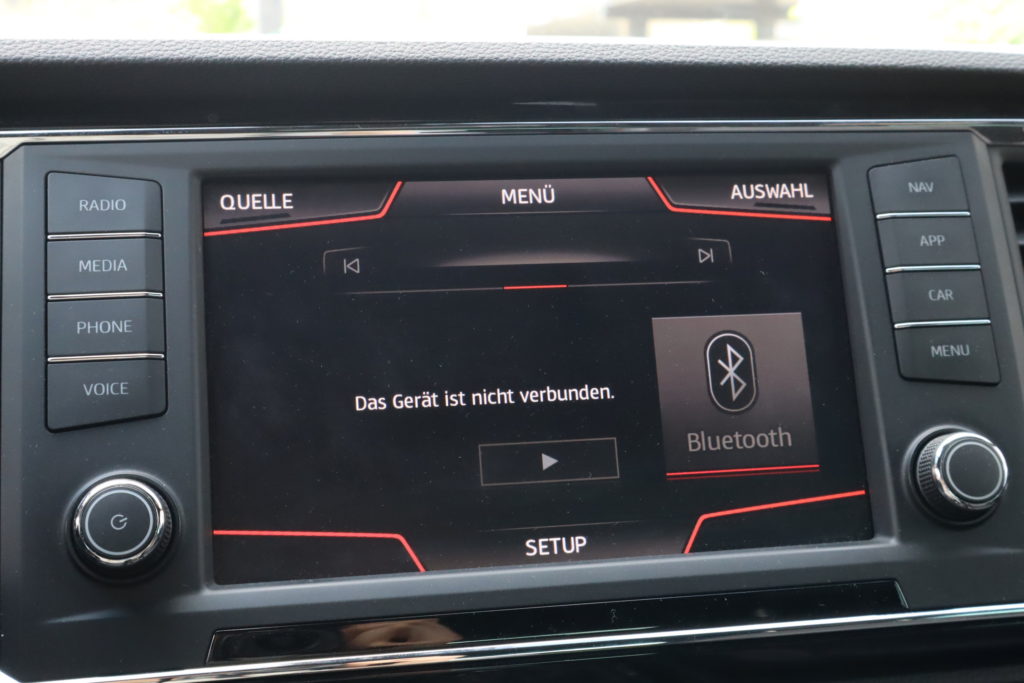 RADIO
MEDIA
PHONE
VOICE
QUELLE
MENÜ
AUSWAHL
Das Gerät ist nicht verbunden.
Bluetooth
SETUP
NAV
APP
CAR
MENU